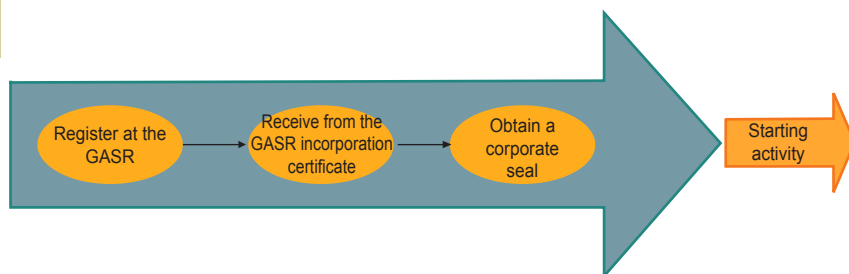 Register at the
GASR
Receive from the
GASR incorporation
certificate
Obtain a
corporate
seal
Starting
activity